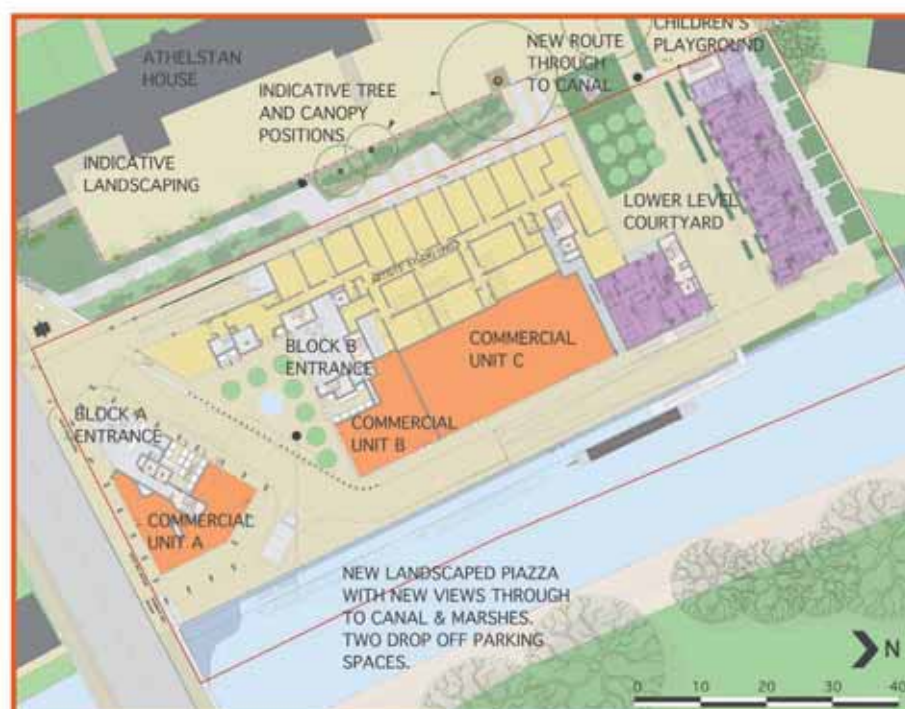 CHILDREN'S
PLAYGROUND
NEW ROUTE
THROUGH
TO CANAL
ATHELSTAN
HOUSE
INDICATIVE TREE
AND CANOPY
POSITIONS
INDICATIVE
LANDSCAPING
LOWER LEVEL
COURTYARD
BLOCK B
ENTRANCE
COMMERCIAL
UNIT C
COMMERCIAL
UNIT B
BLOCK A
ENTRANCE
COMMERCIAL
UNIT A
NEW LANDSCAPED PIAZZA
WITH NEW VIEWS THROUGH
TO CANAL & MARSHES.
TWO DROP OFF PARKING
SPACES.
N
0 10 20 30 40